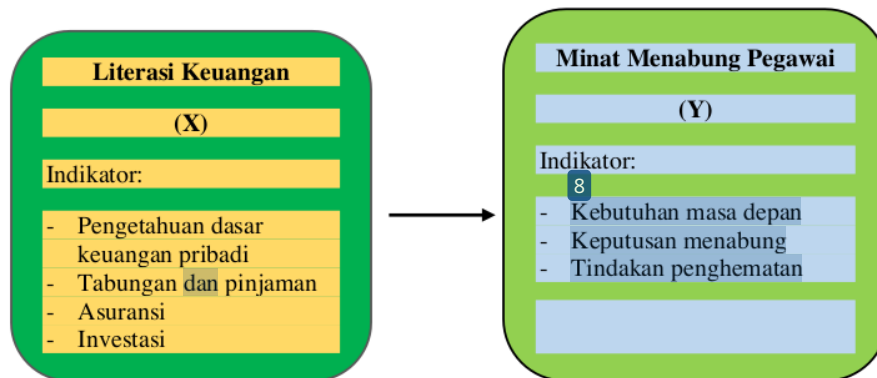 Literasi Keuangan
(X)
Indikator:
- Pengetahuan dasar
keuangan pribadi
- Tabungan dan pinjaman
- Asuransi
- Investasi
Minat Menabung Pegawai
(Y)
Indikator:
8
- Kebutuhan masa depan
- Keputusan menabung
- Tindakan penghematan